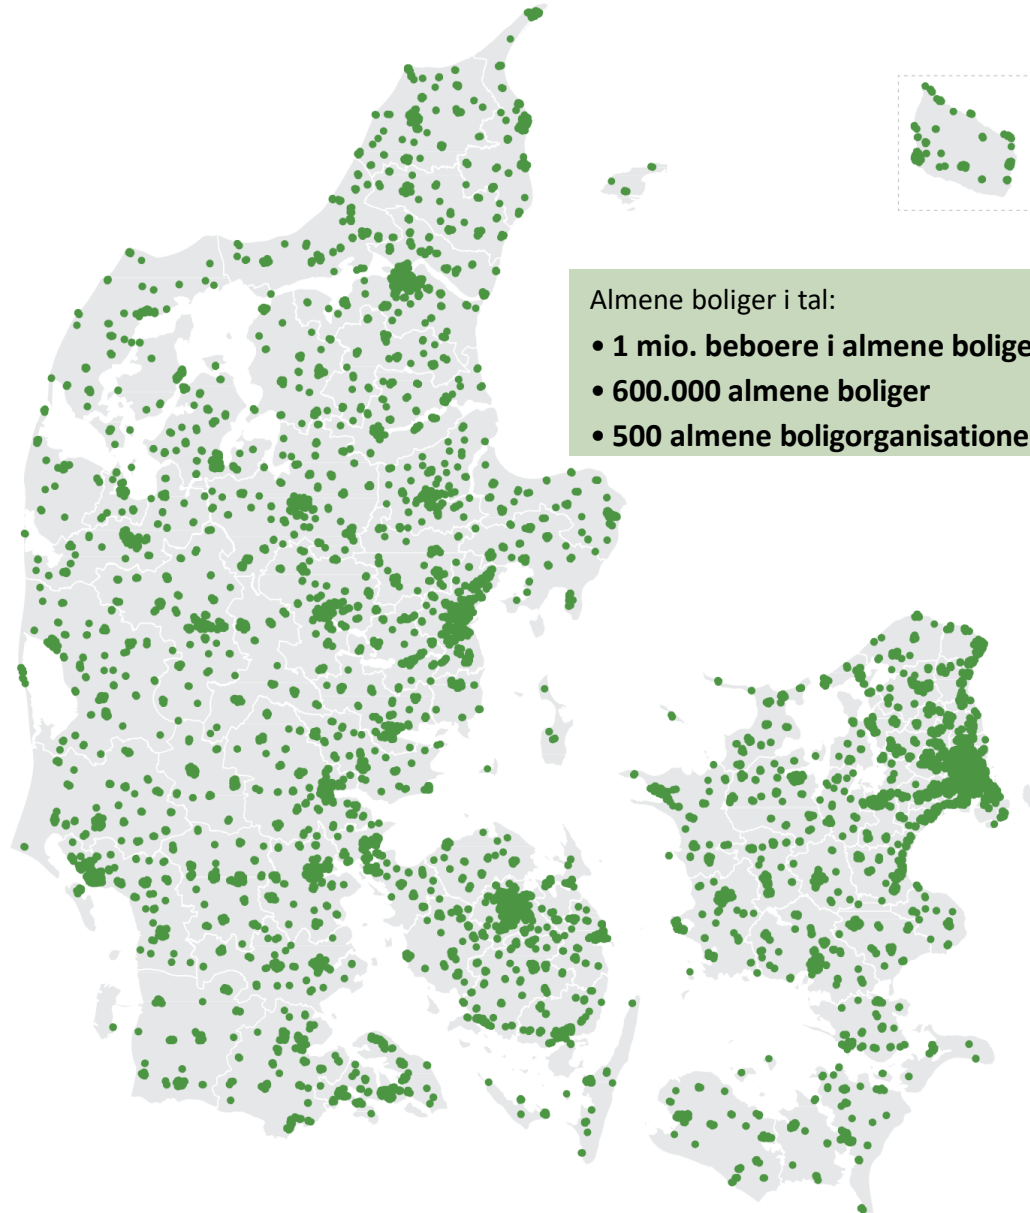 Almene boliger i tal:
• 1 mio. beboere i almene bolige
• 600.000 almene boliger
• 500 almene boligorganisatione